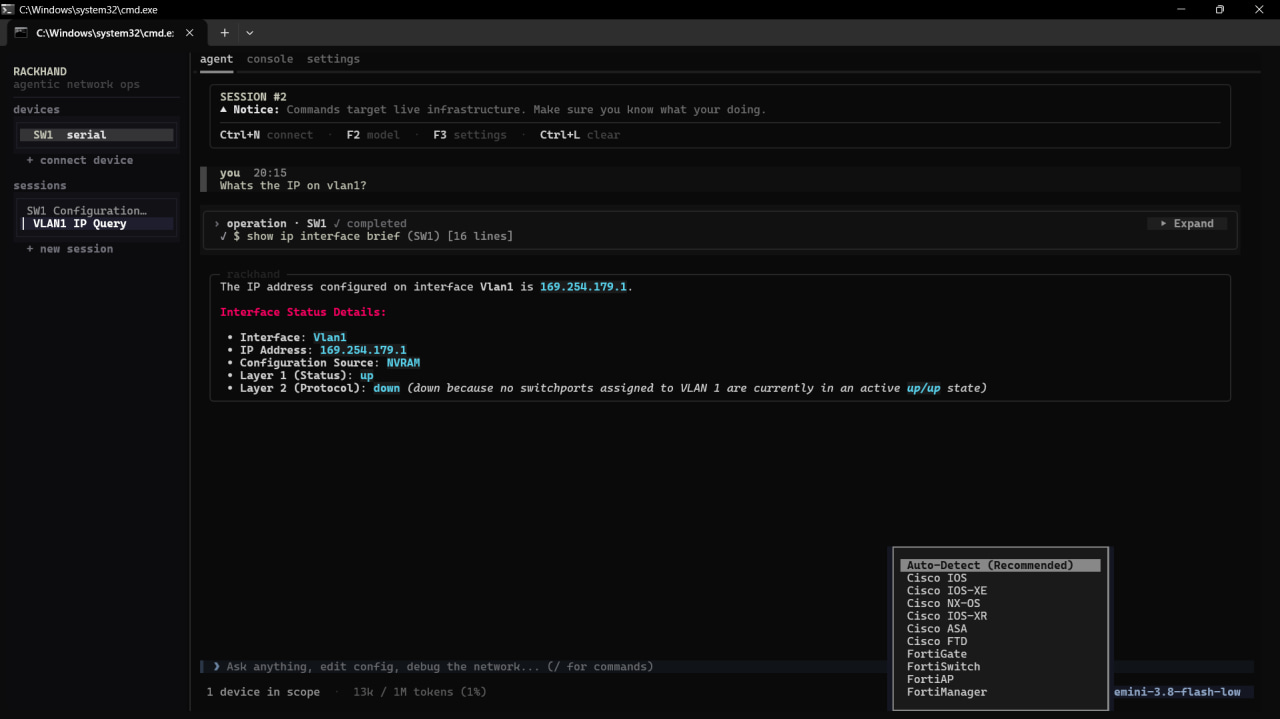 C:\Windows\system32\cmd.exe
C:\Windows\system32\cmd.e:
RACKHAND
agentic network ops
devices
SW1 serial
+ connect device
sessions
SW1 Configuration…
VLAN1 IP Query
+ new session
agent console settings
SESSION #2
▲ Notice: Commands target live infrastructure. Make sure you know what your doing.
Ctrl+N connect · F2 model · F3 settings · Ctrl+L clear
you 20:15
Whats the IP on vlan1?
› operation · SW1 √ completed
▸ Expand
√ $ show ip interface brief (SW1) [16 lines]
rackhand
The IP address configured on interface Vlan1 is 169.254.179.1.
Interface Status Details:
• Interface: Vlan1
• IP Address: 169.254.179.1
• Configuration Source: NVRAM
• Layer 1 (Status): up
• Layer 2 (Protocol): down (down because no switchports assigned to VLAN 1 are currently in an active up/up state)
Auto-Detect (Recommended)
Cisco IOS
Cisco IOS-XE
Cisco NX-OS
Cisco IOS-XR
Cisco ASA
Cisco FTD
FortiGate
FortiSwitch
FortiAP
FortiManager
❯ Ask anything, edit config, debug the network... (/ for commands)
1 device in scope · 13k / 1M tokens (1%)
emini-3.8-flash-low